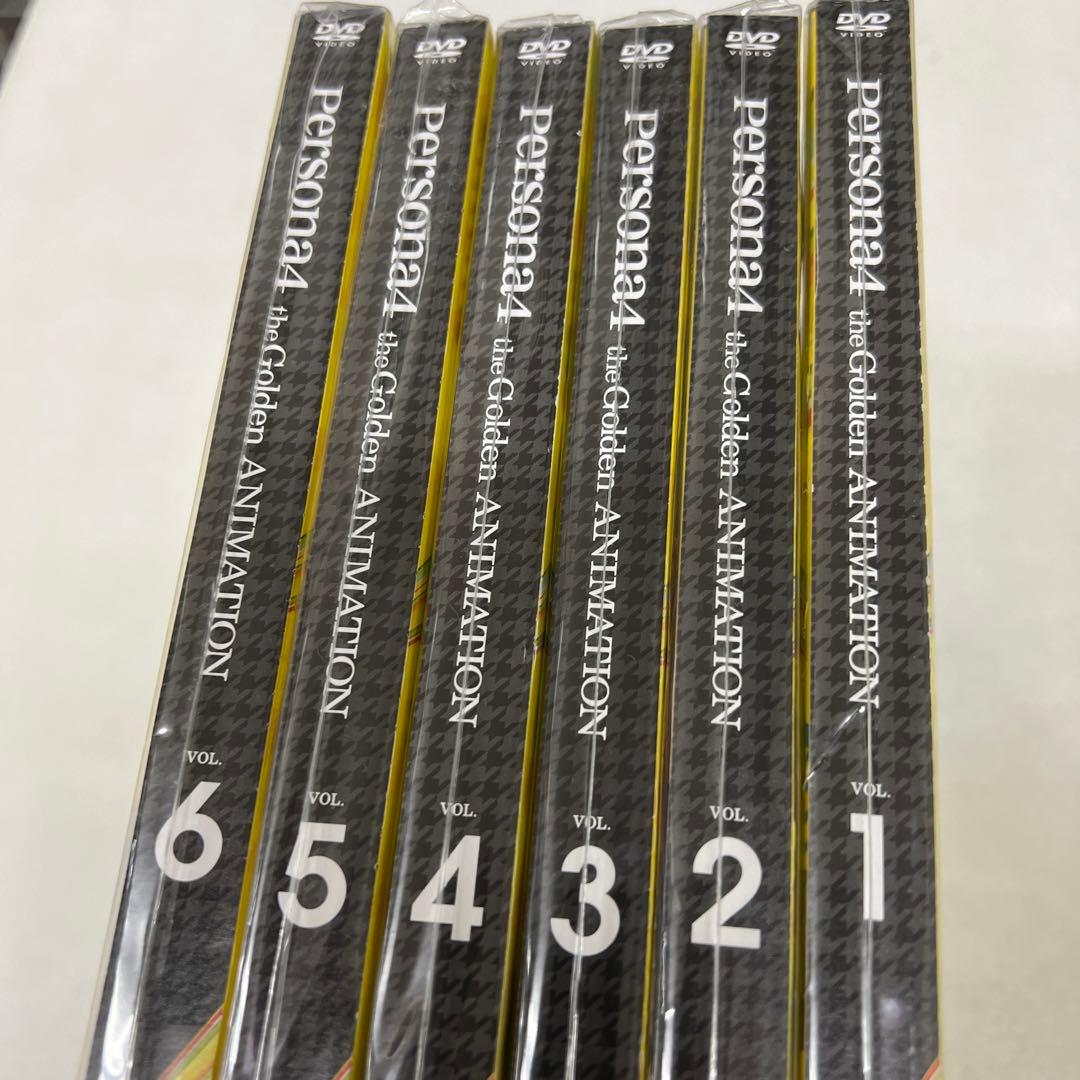 DVD
VIDEO
Persona4 the Golden ANIMATION
VOL.
6
DVD
VIDEO
Persona4 the Golden ANIMATION
VOL.
5
DVD
VIDEO
Persona4 the Golden ANIMATION
VOL.
4
DVD
VIDEO
Persona4 the Golden ANIMATION
VOL.
3
DVD
VIDEO
Persona4 the Golden ANIMATION
VOL.
2
DVD
VIDEO
Persona4 the Golden ANIMATION
VOL.
1